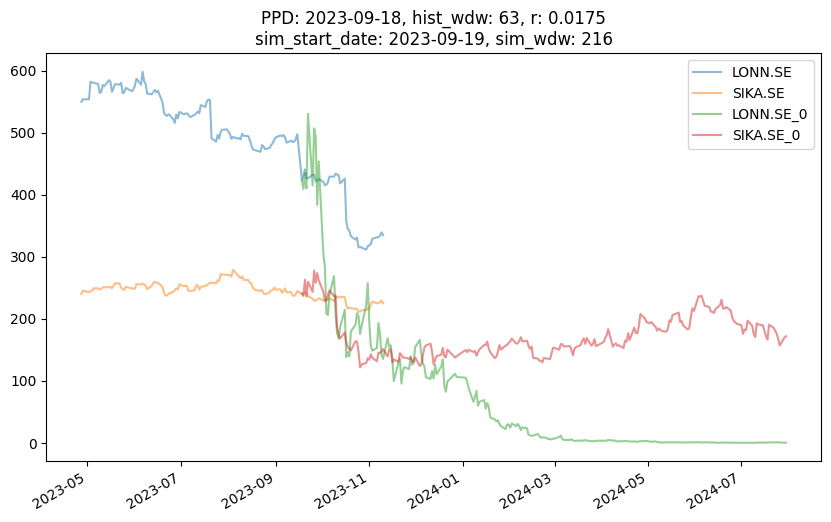 PPD: 2023-09-18, hist_wdw: 63, r: 0.0175
sim_start_date: 2023-09-19, sim_wdw: 216
LONN.SE
SIKA.SE
LONN.SE_0
SIKA.SE_0
600
500
400
300
200
100
0
2023-05
2023-07
2023-09
2023-11
2024-01
2024-03
2024-05
2024-07